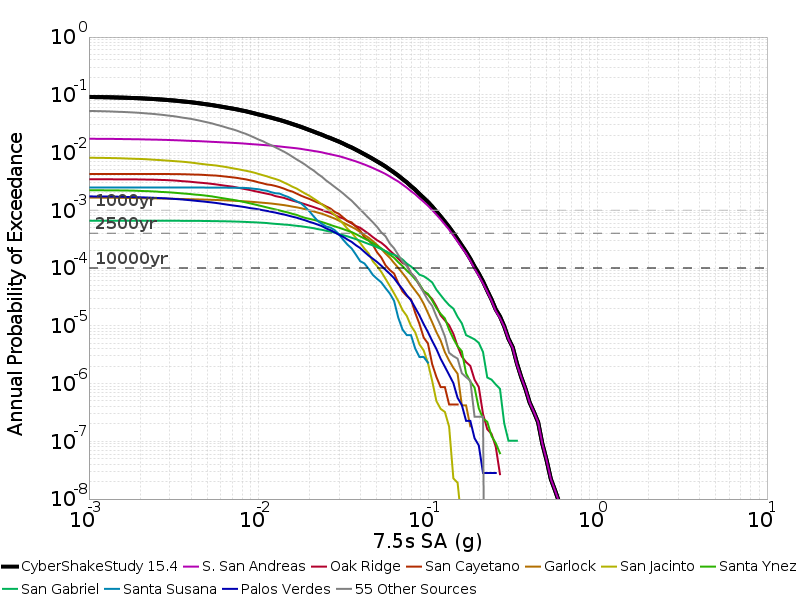 10^0
10^-1
10^-2
10^-3
10^-4
10^-5
10^-6
10^-7
10^-8
Annual Probability of Exceedance
1000yr
2500yr
10000yr
10^-3 10^-2 10^-1 10^0 10^1
7.5s SA (g)
CyberShakeStudy 15.4 S. San Andreas Oak Ridge San Cayetano Garlock San Jacinto Santa Ynez
San Gabriel Santa Susana Palos Verdes 55 Other Sources